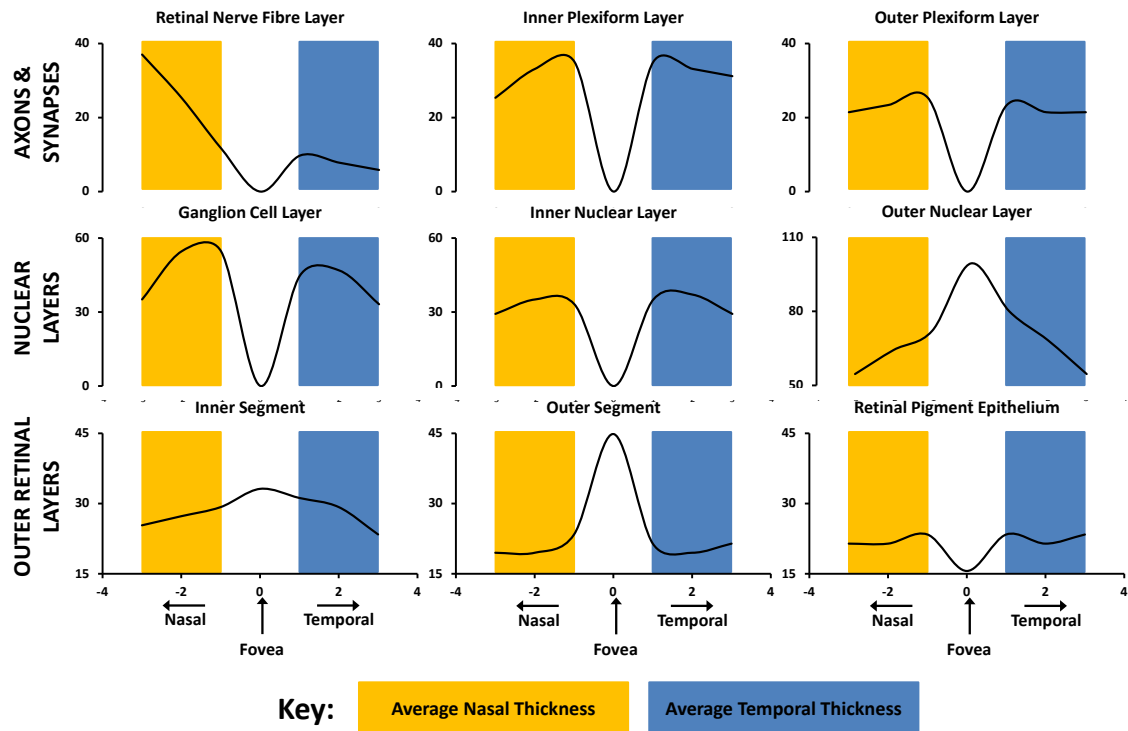 Retinal Nerve Fibre Layer
Inner Plexiform Layer
Outer Plexiform Layer
AXONS &
SYNAPSES
40
20
0
40
20
0
40
20
0
Ganglion Cell Layer
Inner Nuclear Layer
Outer Nuclear Layer
NUCLEAR
LAYERS
60
30
0
60
30
0
110
80
50
Inner Segment
Outer Segment
Retinal Pigment Epithelium
OUTER RETINAL
LAYERS
45
30
15
45
30
15
45
30
15
-4 -2 0 2 4
-4 -2 0 2 4
-4 -2 0 2 4
Nasal Temporal
Nasal Temporal
Nasal Temporal
Fovea
Fovea
Fovea
Key:
Average Nasal Thickness
Average Temporal Thickness